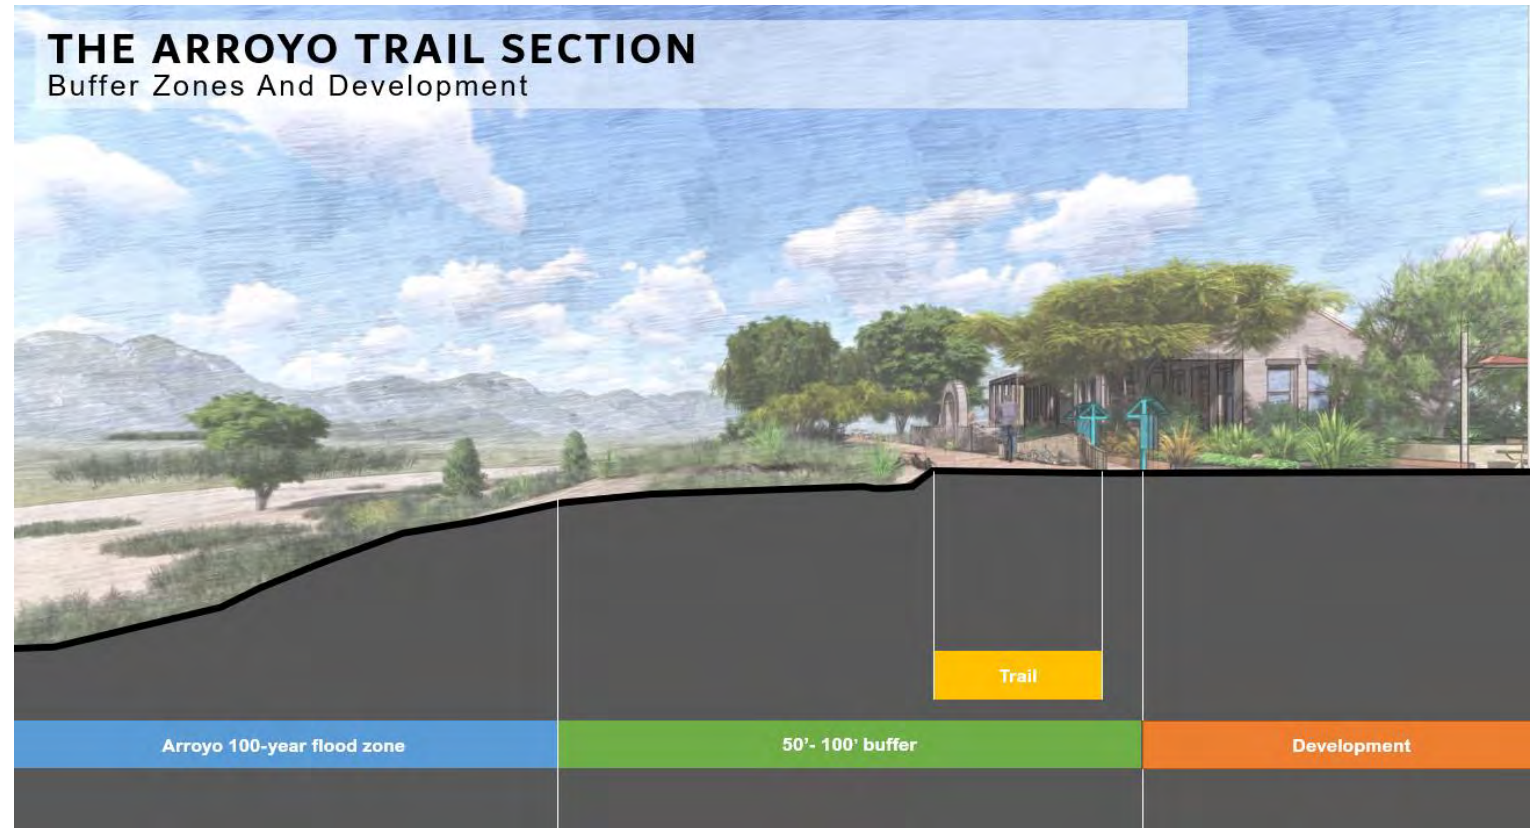 THE ARROYO TRAIL SECTION
Buffer Zones And Development
Trail
Arroyo 100-year flood zone
50’- 100’ buffer
Development